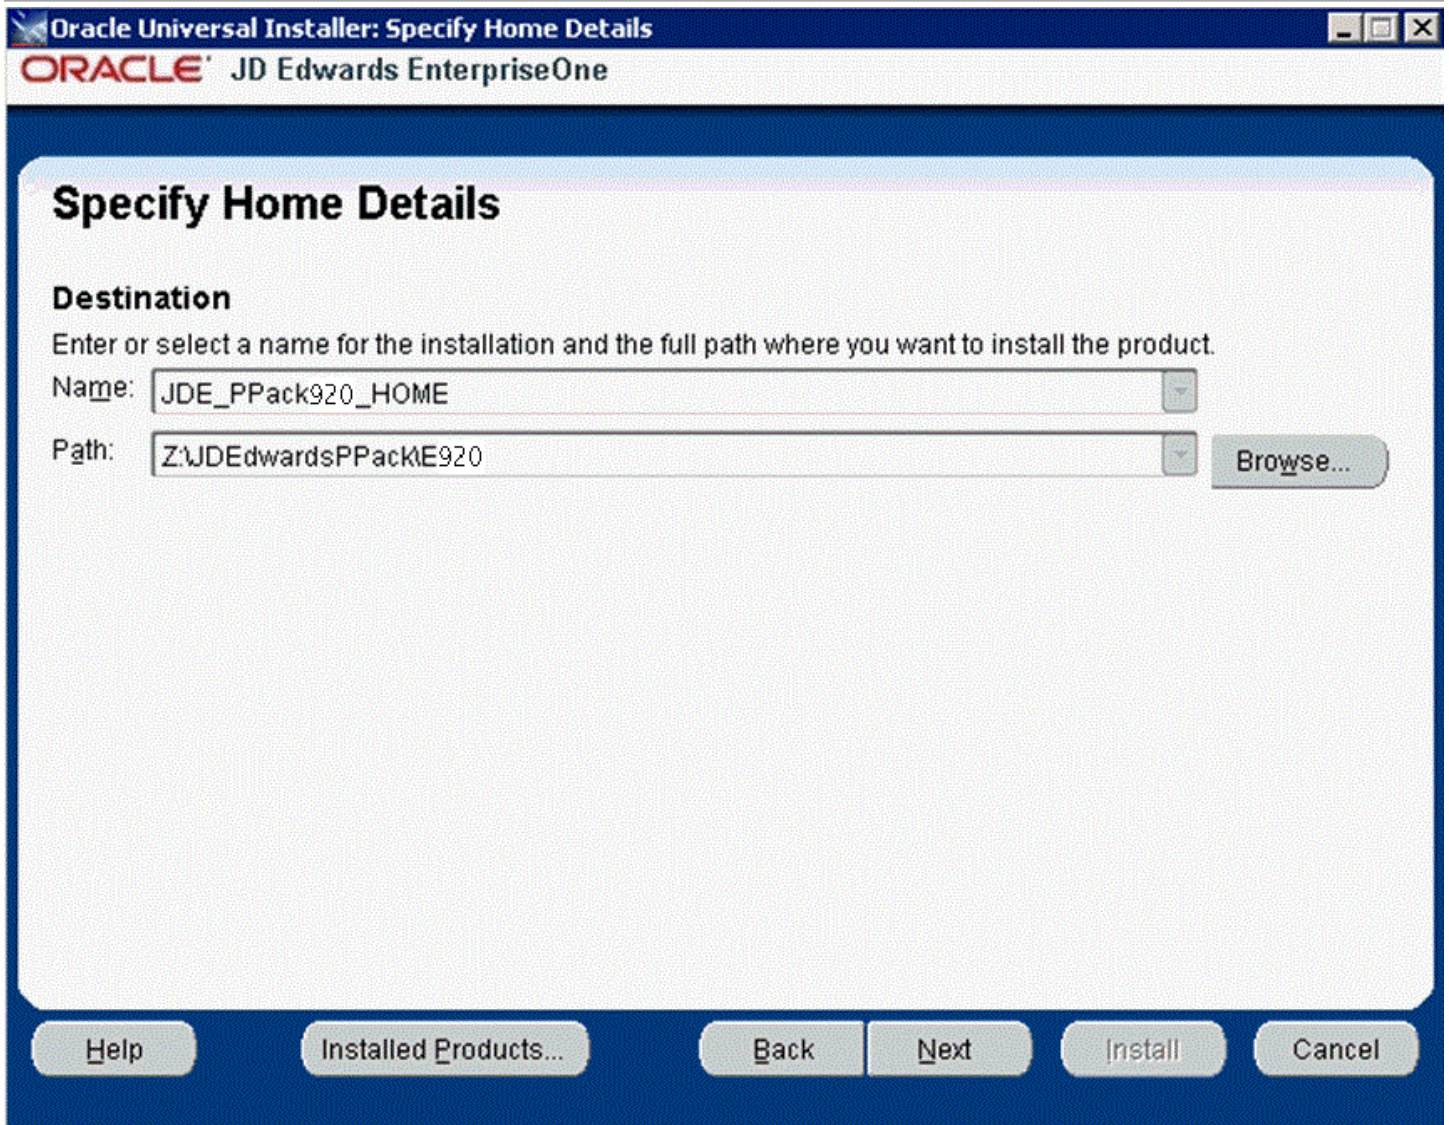 Oracle Universal Installer: Specify Home Details
ORACLE JD Edwards EnterpriseOne
Specify Home Details
Destination
Enter or select a name for the installation and the full path where you want to install the product.
Name: JDE_PPack920_HOME
Path: Z:\JDEdwardsPPack\E920 Browse...
Help Installed Products... Back Next Install Cancel